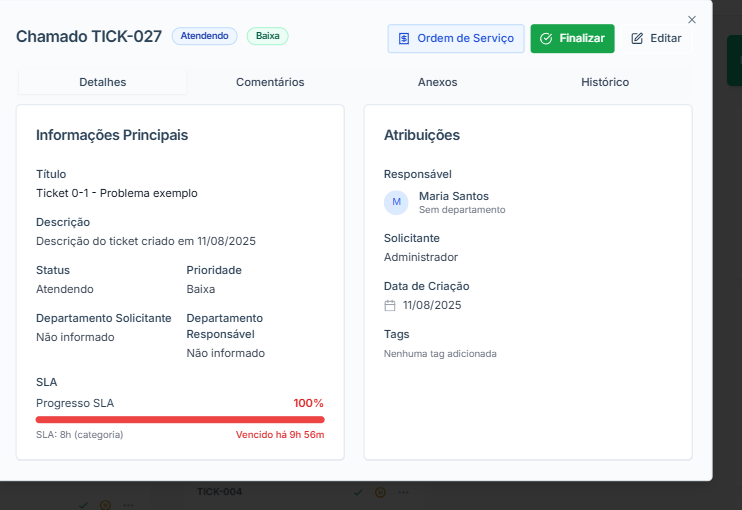 Chamado TICK-027
Atendendo
Baixa
Ordem de Serviço
Finalizar
Editar
Detalhes
Comentários
Anexos
Histórico
Informações Principais
Título
Ticket 0-1 - Problema exemplo
Descrição
Descrição do ticket criado em 11/08/2025
Status
Prioridade
Atendendo
Baixa
Departamento Solicitante
Departamento
Responsável
Não informado
Não informado
SLA
Progresso SLA
100%
SLA: 8h (categoria)
Vencido há 9h 56m
Atribuições
Responsável
M
Maria Santos
Sem departamento
Solicitante
Administrador
Data de Criação
11/08/2025
Tags
Nenhuma tag adicionada
TICK-004